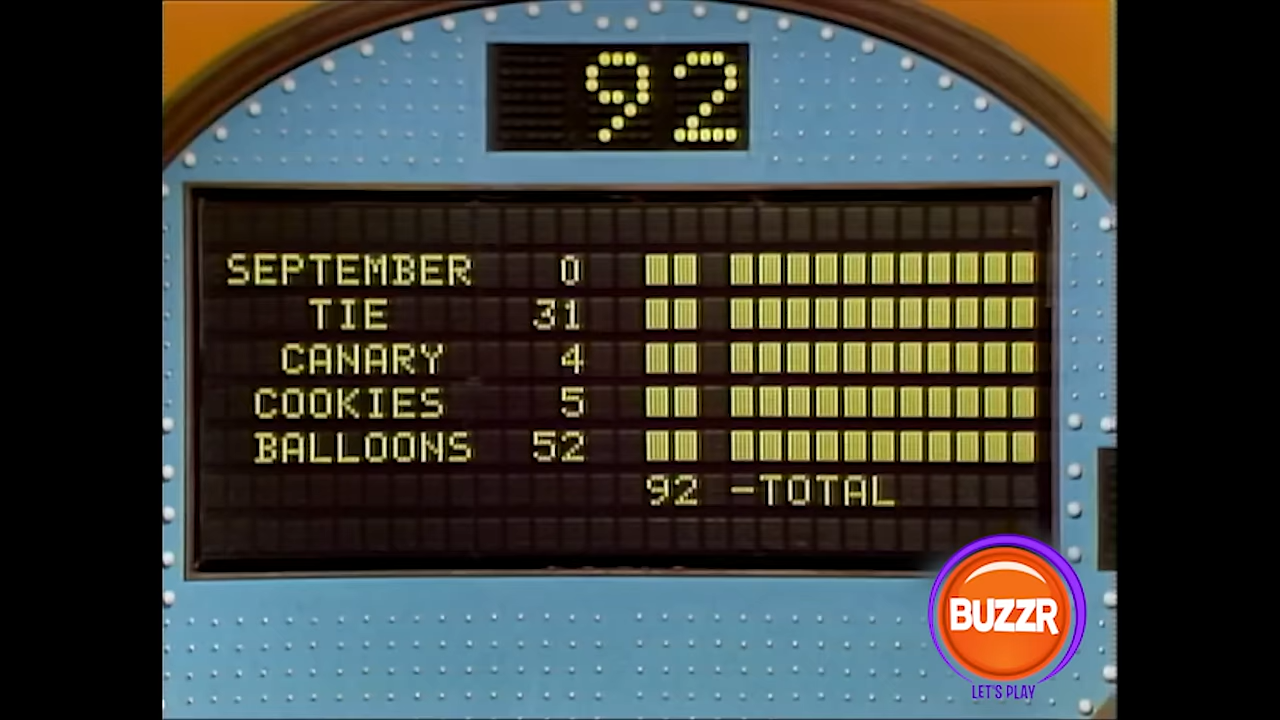 92
SEPTEMBER 0
TIE 31
CANARY 4
COOKIES 5
BALLOONS 52
92 -TOTAL
BUZZR
LET'S PLAY